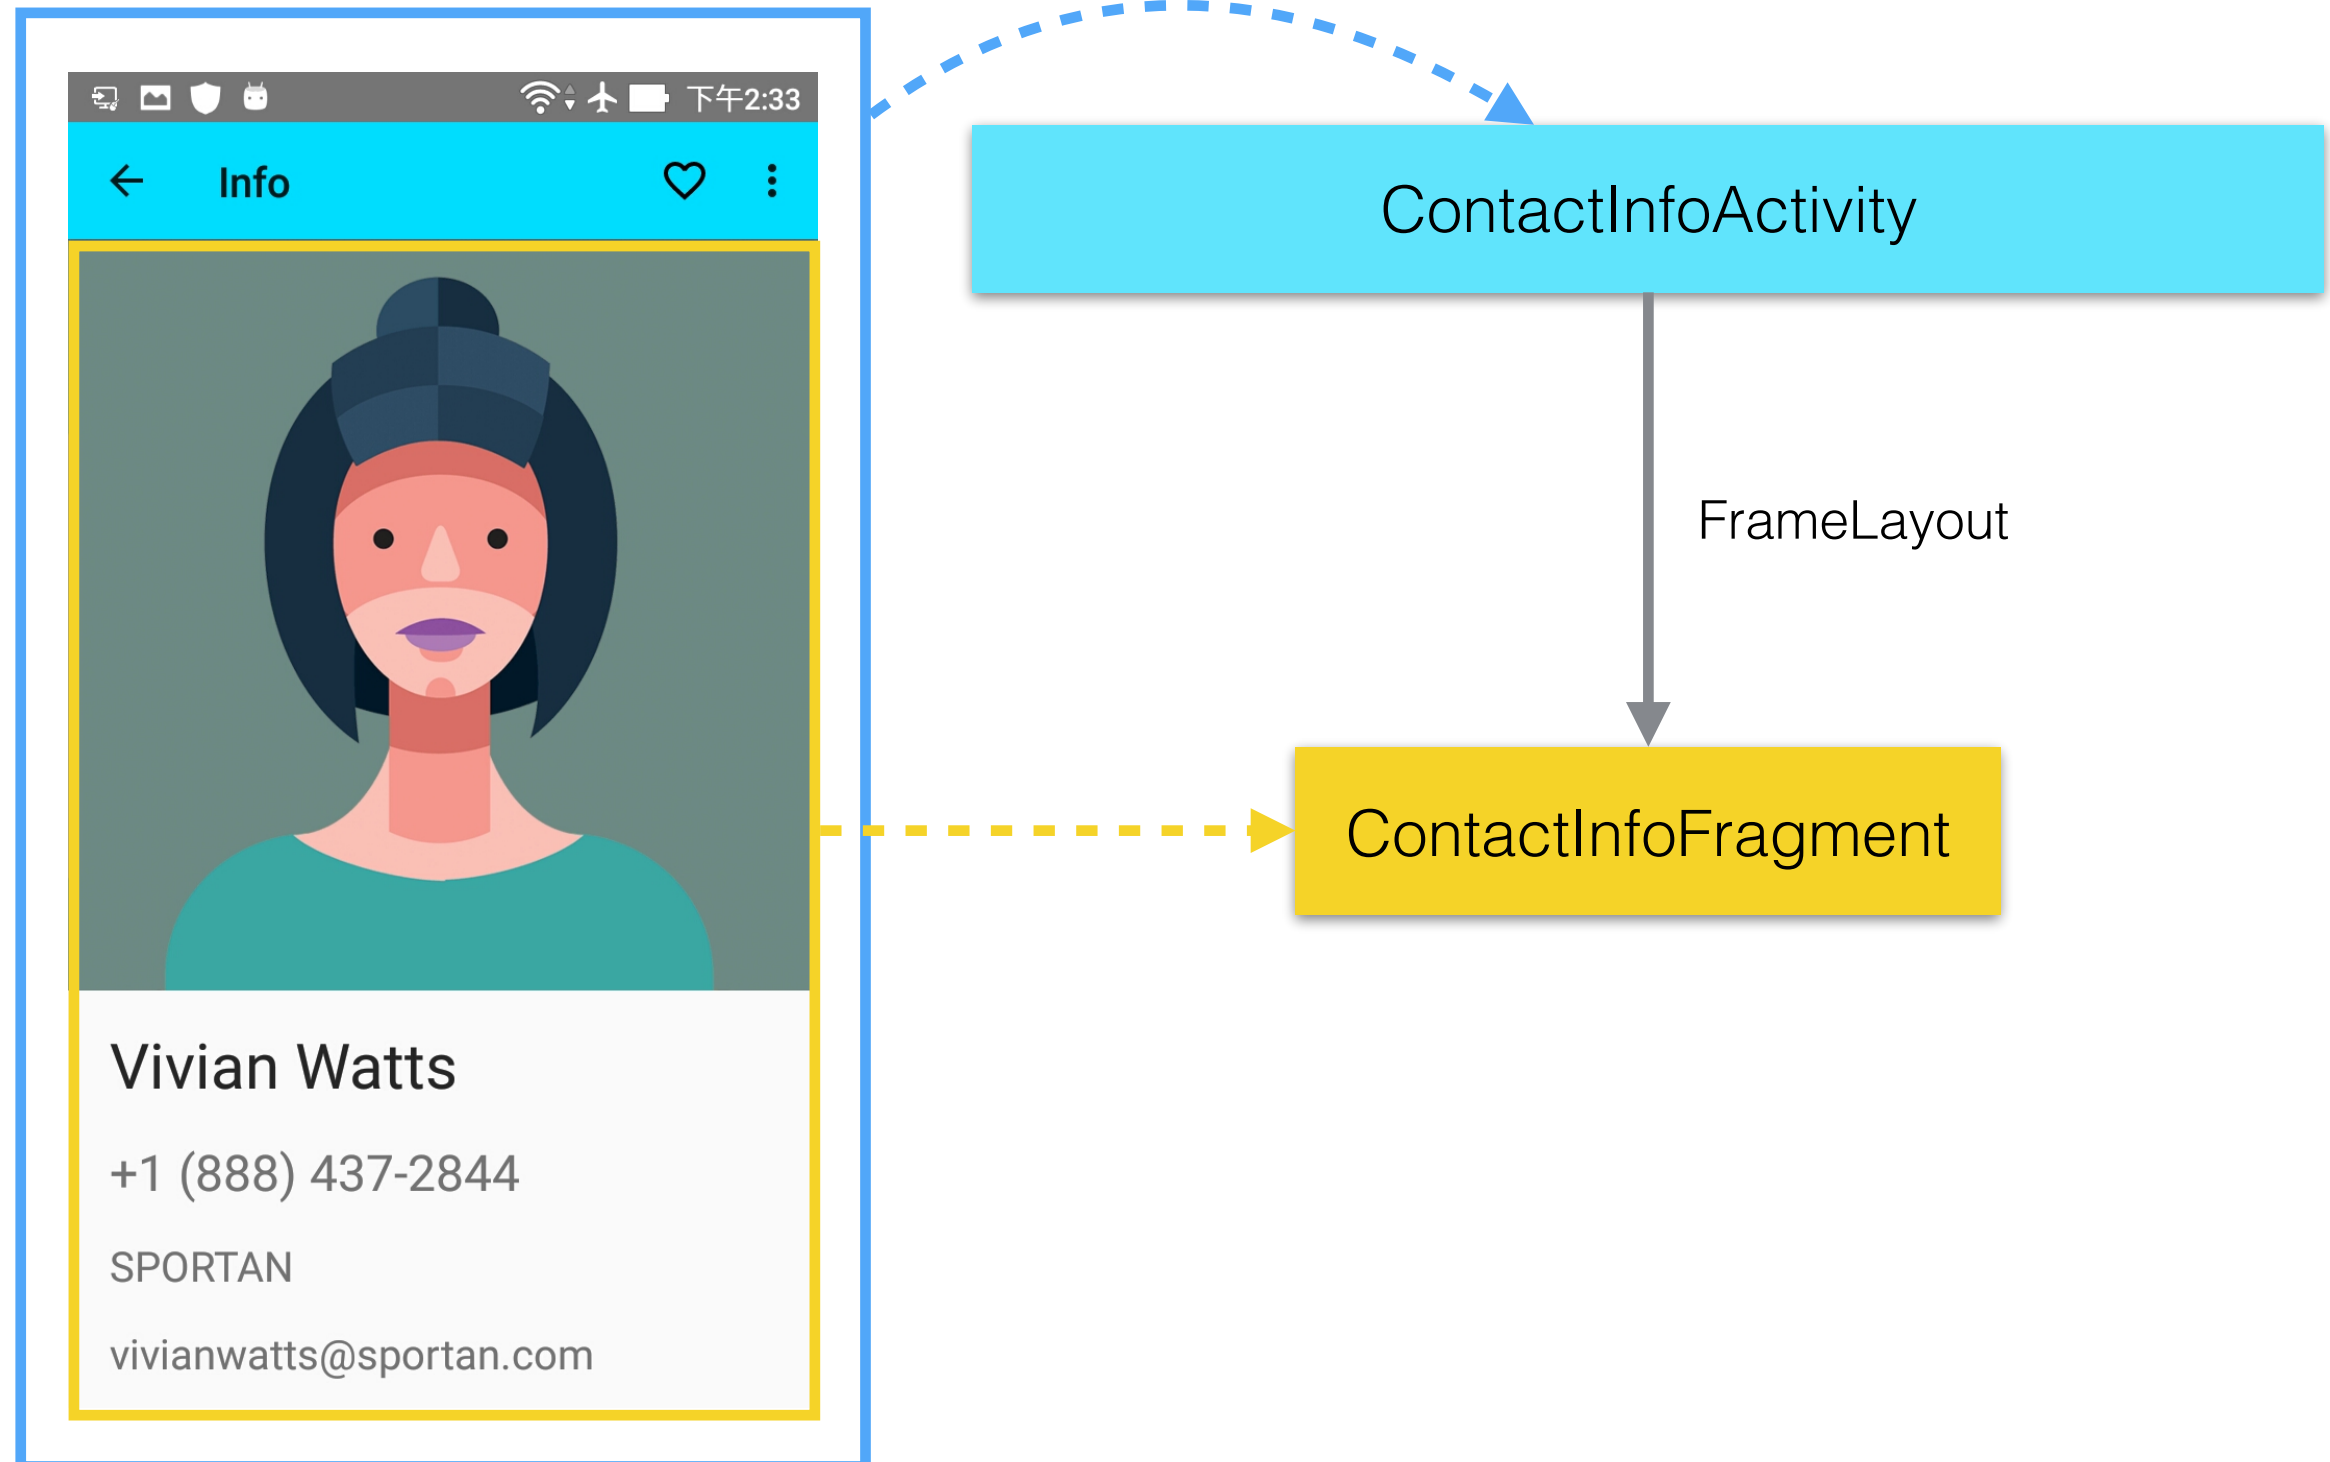 下午2:33
Info
Vivian Watts
+1 (888) 437-2844
SPORTAN
vivianwatts@sportan.com
ContactInfoActivity
FrameLayout
ContactInfoFragment